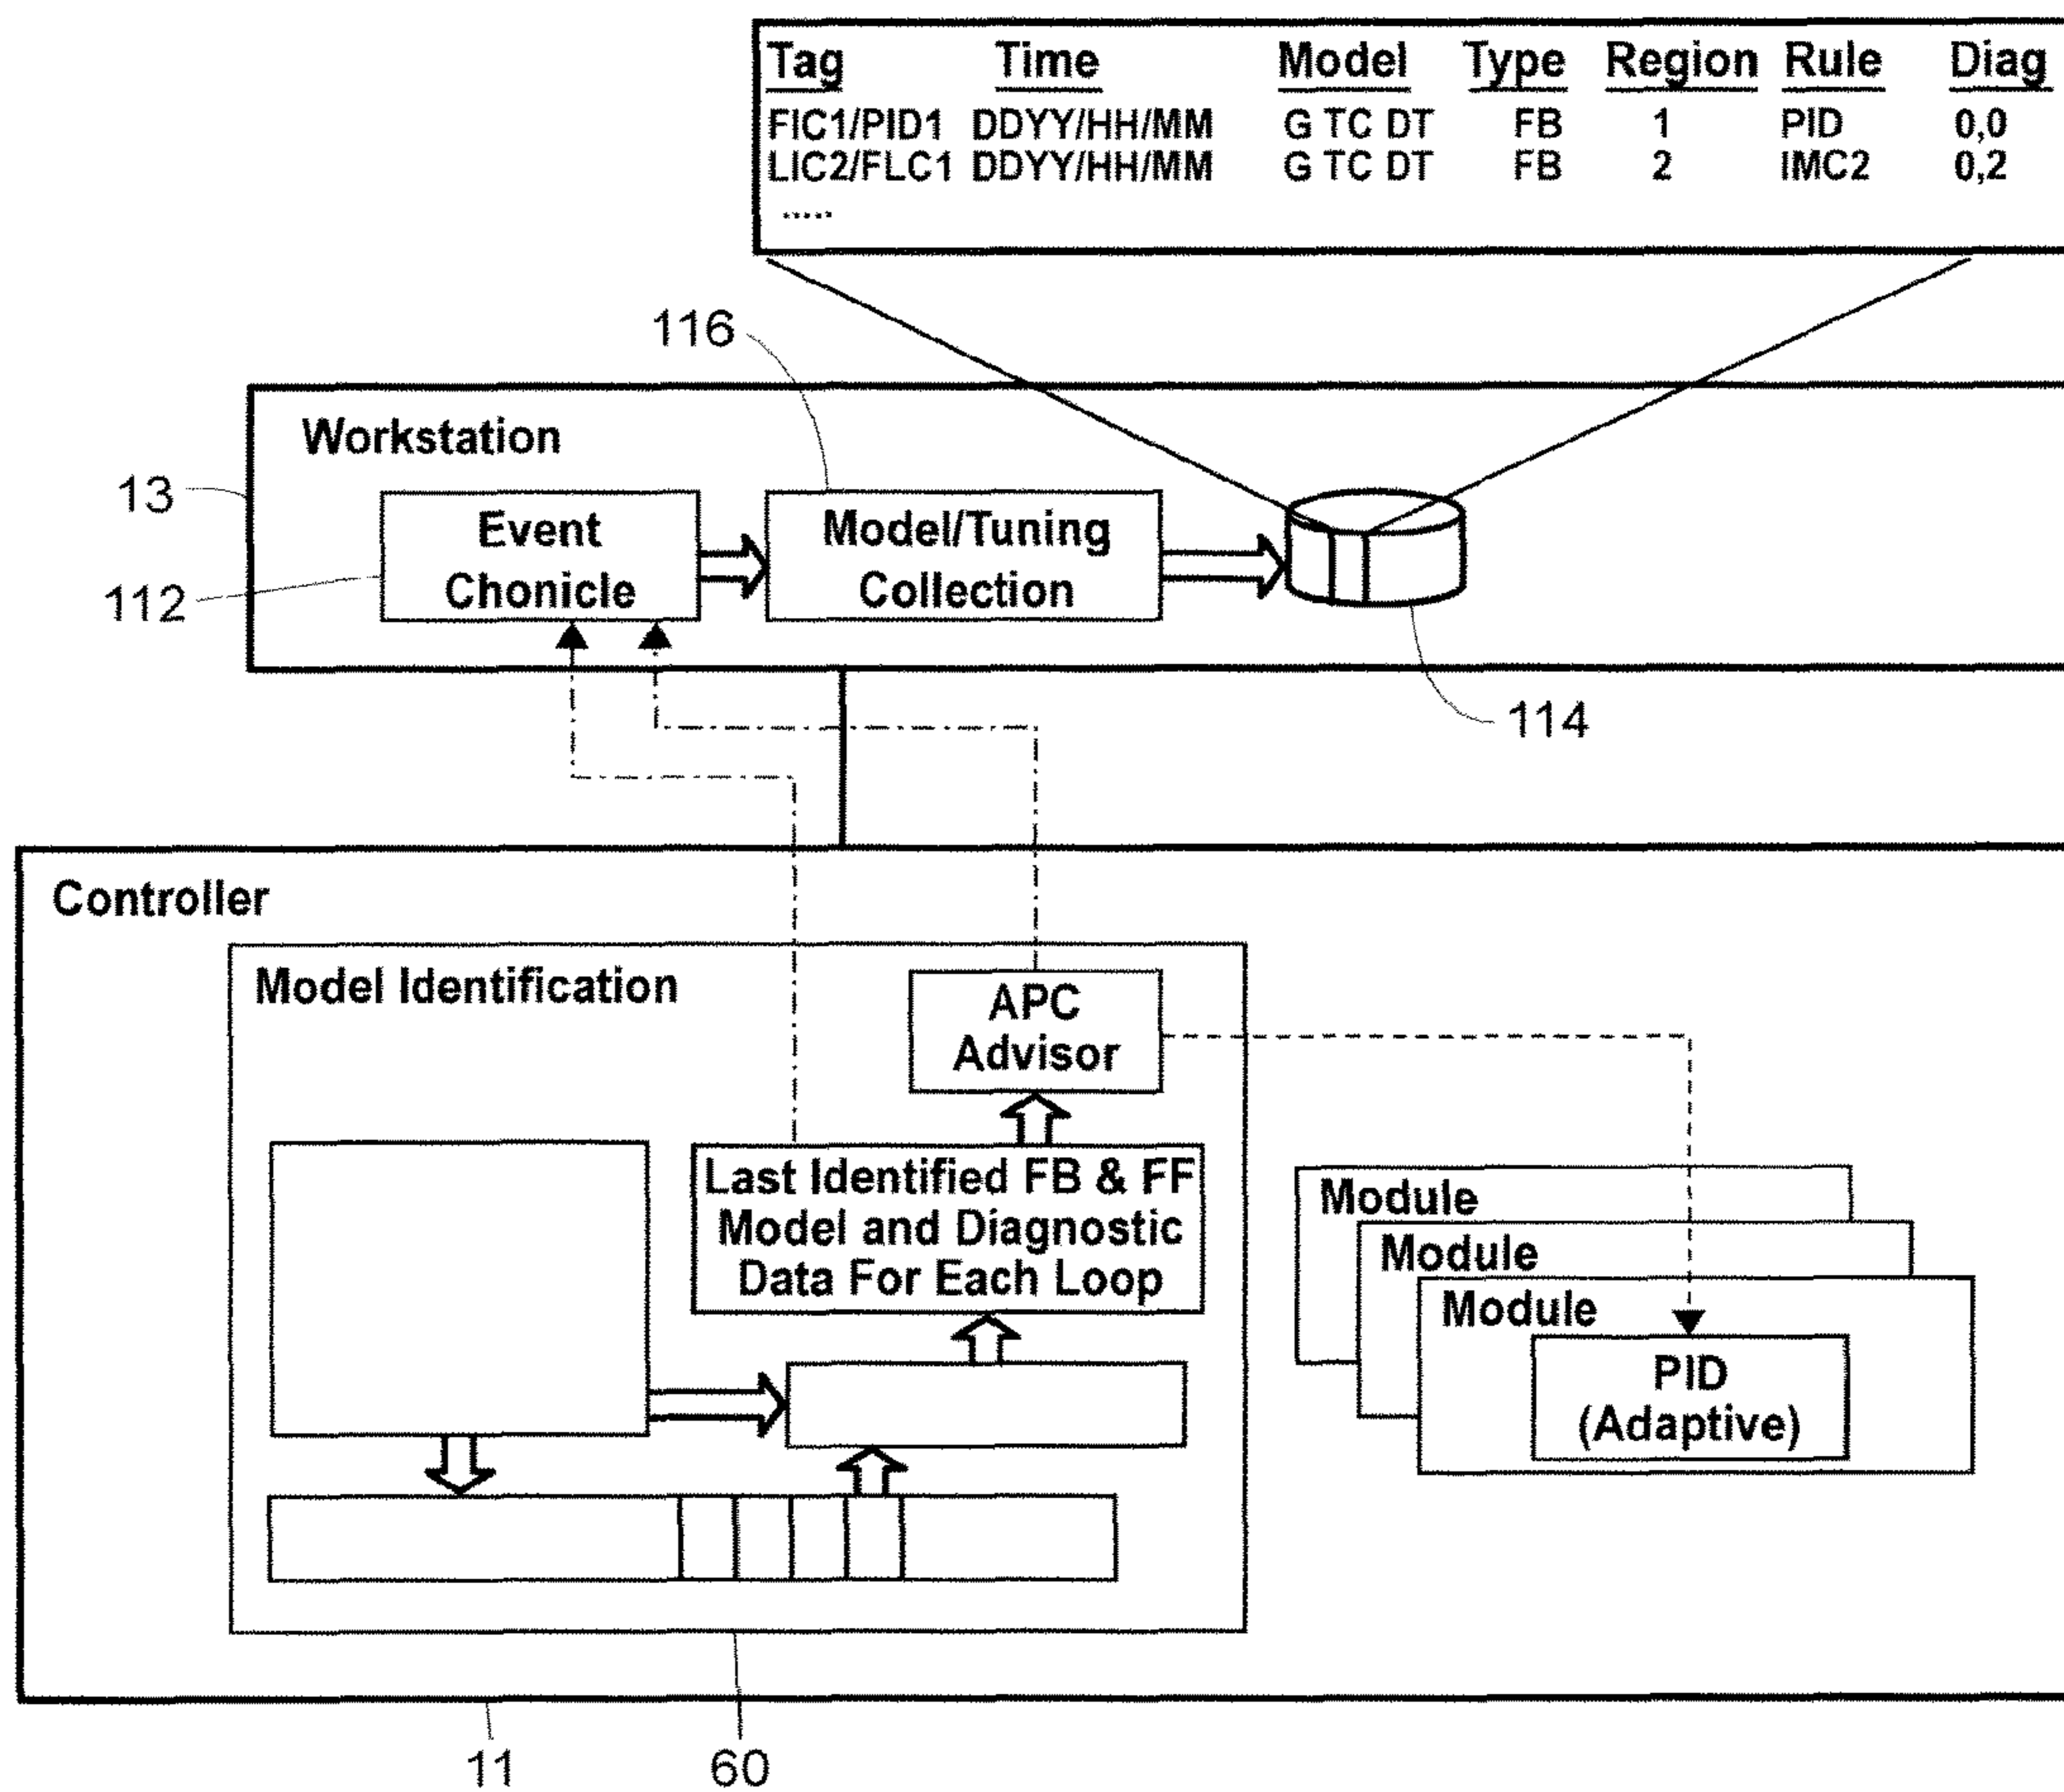 Tag Time Model Type Region Rule Diag
FIC1/PID1 DDYY/HH/MM G TC DT FB 1 PID 0,0
LIC2/FLC1 DDYY/HH/MM G TC DT FB 2 IMC2 0,2
.....
116
Workstation
13
Event
Chonicle
Model/Tuning
Collection
112
114
Controller
Model Identification
APC
Advisor
Last Identified FB & FF
Model and Diagnostic
Data For Each Loop
Module
Module
Module
PID
(Adaptive)
11
60